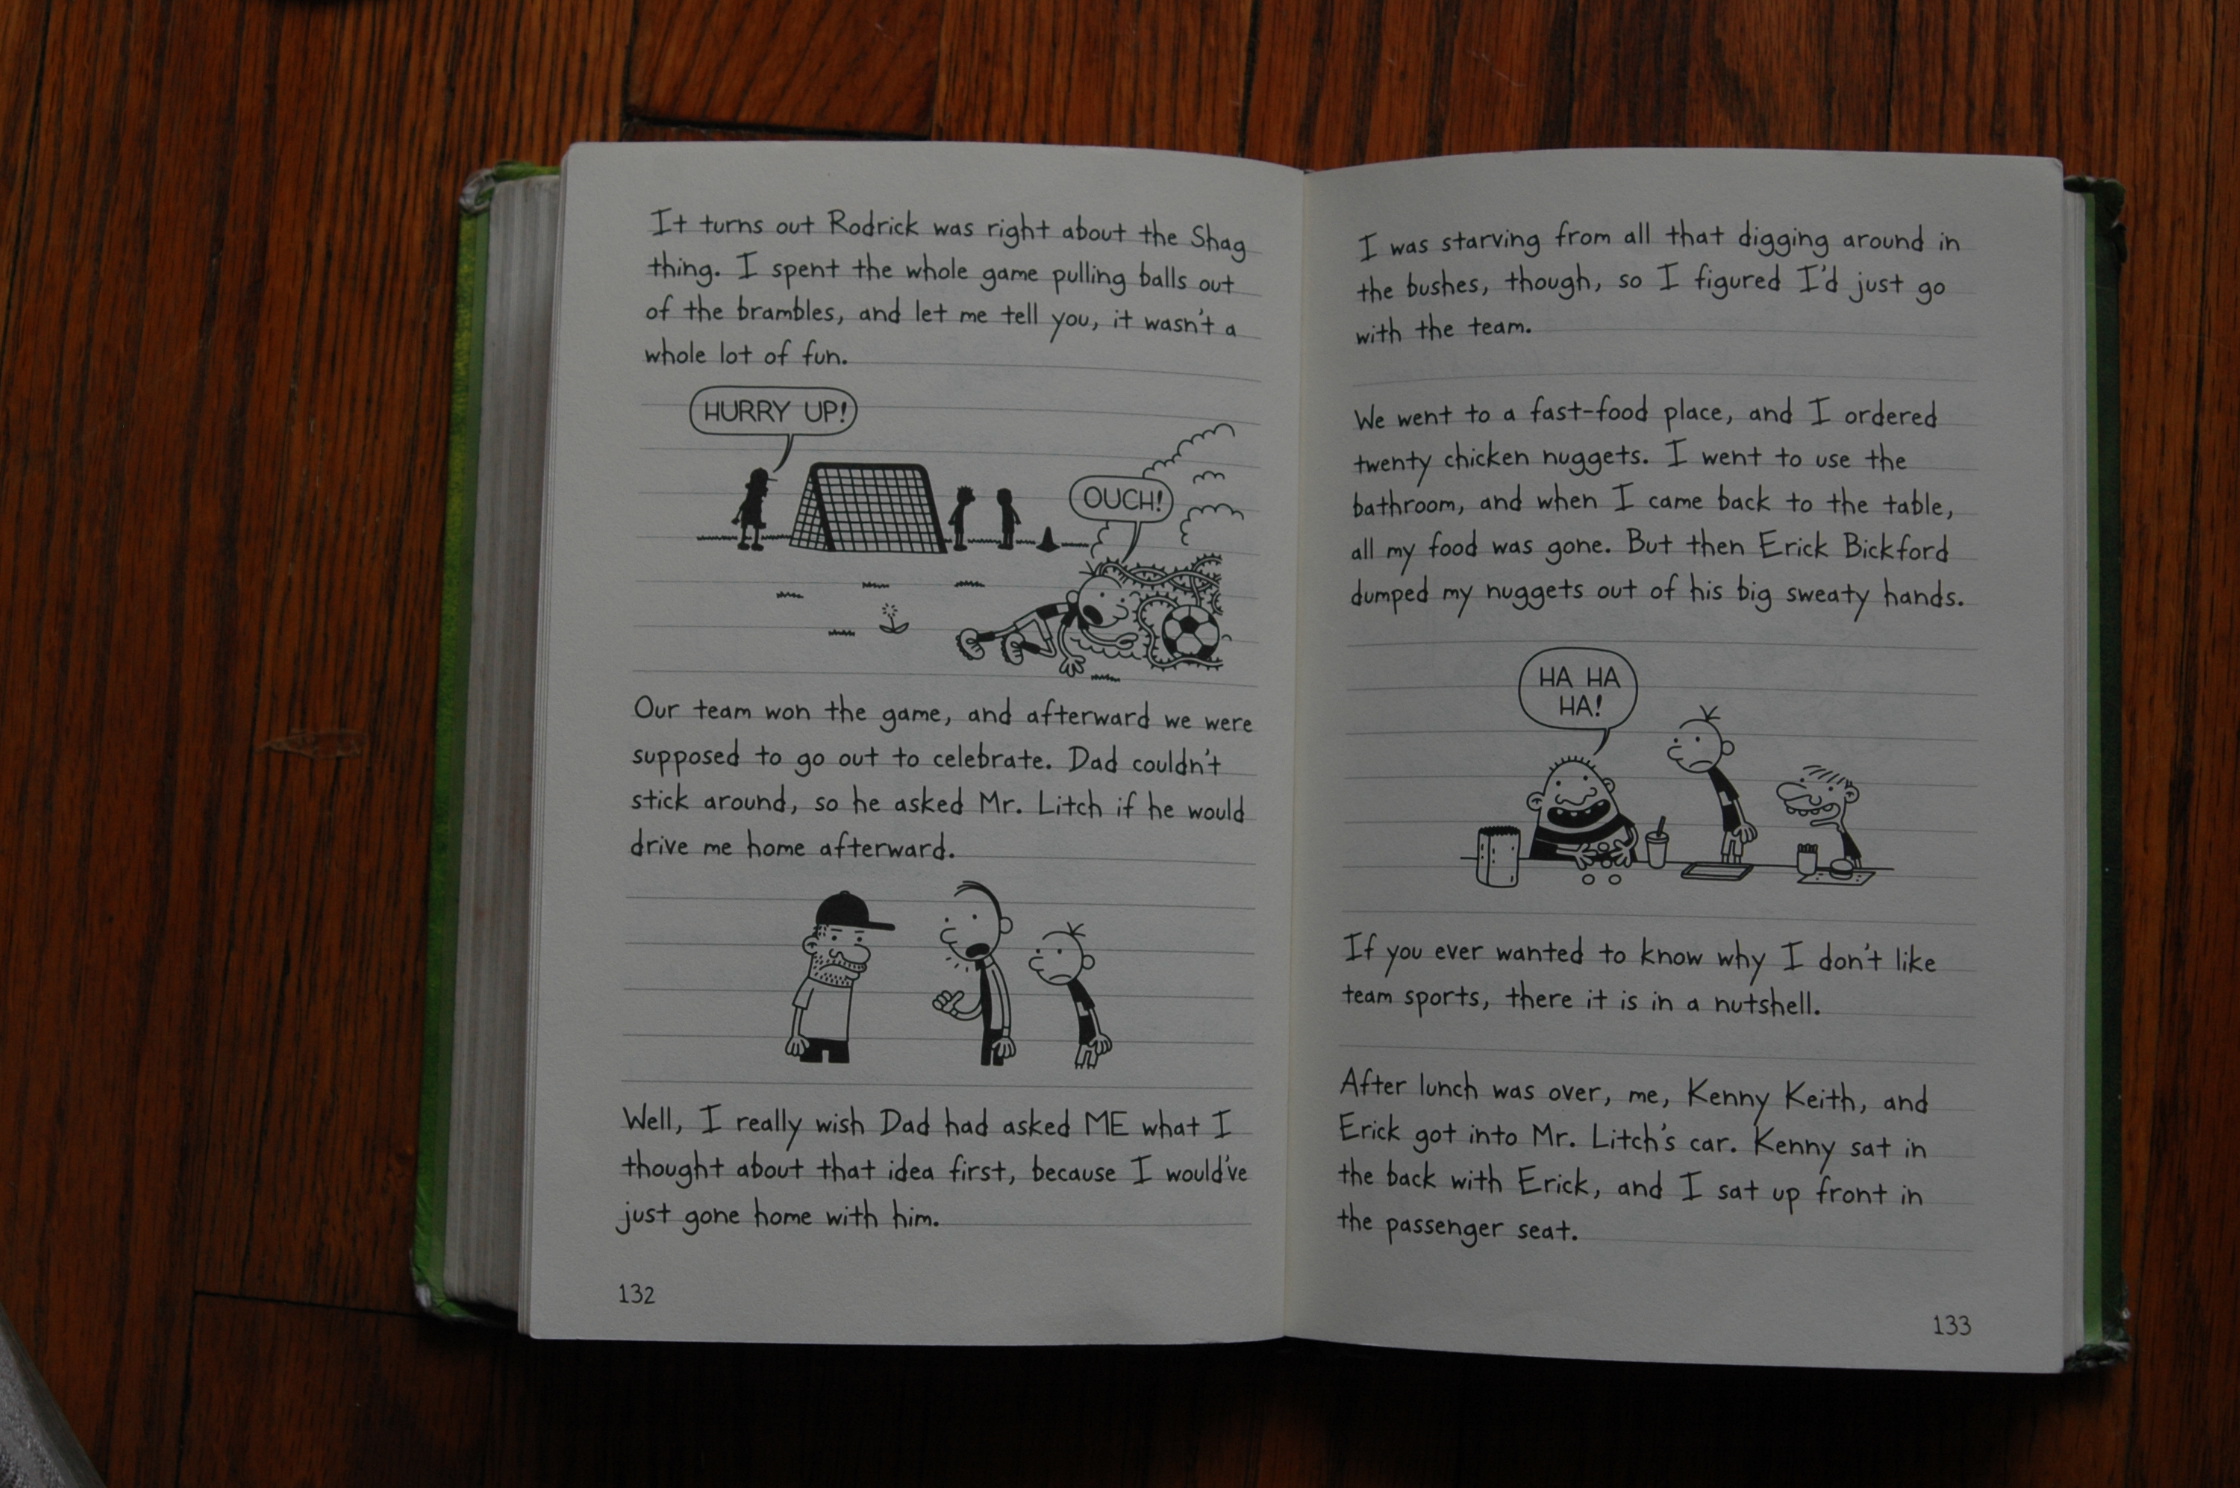 It turns out Rodrick was right about the Shag
thing. I spent the whole game pulling balls out
of the brambles, and let me tell you, it wasn't a
whole lot of fun.
HURRY UP!
OUCH!
Our team won the game, and afterward we were
supposed to go out to celebrate. Dad couldn't
stick around, so he asked Mr. Litch if he would
drive me home afterward.
Well, I really wish Dad had asked ME what I
thought about that idea first, because I would've
just gone home with him.
132
I was starving from all that digging around in
the bushes, though, so I figured I'd just go
with the team.
We went to a fast-food place, and I ordered
twenty chicken nuggets. I went to use the
bathroom, and when I came back to the table,
all my food was gone. But then Erick Bickford
dumped my nuggets out of his big sweaty hands.
HA HA
HA!
If you ever wanted to know why I don't like
team sports, there it is in a nutshell.
After lunch was over, me, Kenny Keith, and
Erick got into Mr. Litch's car. Kenny sat in
the back with Erick, and I sat up front in
the passenger seat.
133